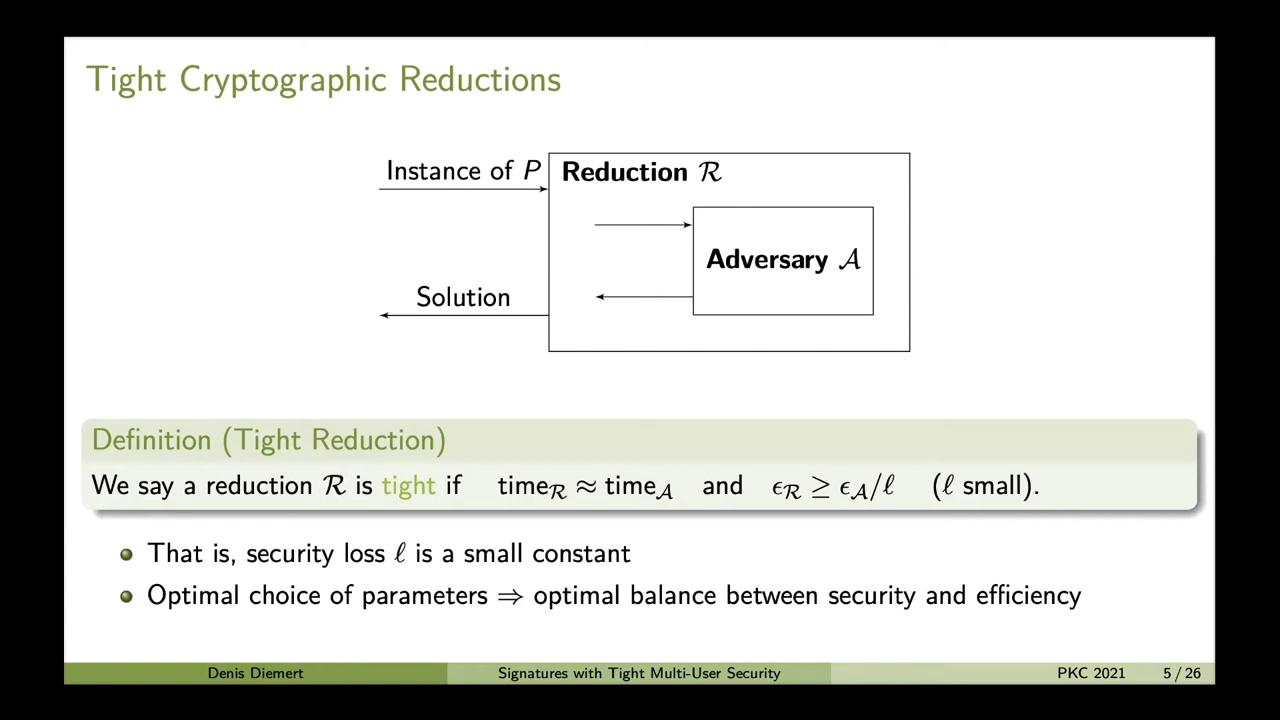 Tight Cryptographic Reductions
Instance of P
Reduction ℛ
Adversary 𝒜
Solution
Definition (Tight Reduction)
We say a reduction ℛ is tight if time_ℛ ≈ time_𝒜 and ϵ_ℛ ≥ ϵ_𝒜/ℓ (ℓ small).
That is, security loss ℓ is a small constant
Optimal choice of parameters ⇒ optimal balance between security and efficiency
Denis Diemert Signatures with Tight Multi-User Security PKC 2021 5 / 26